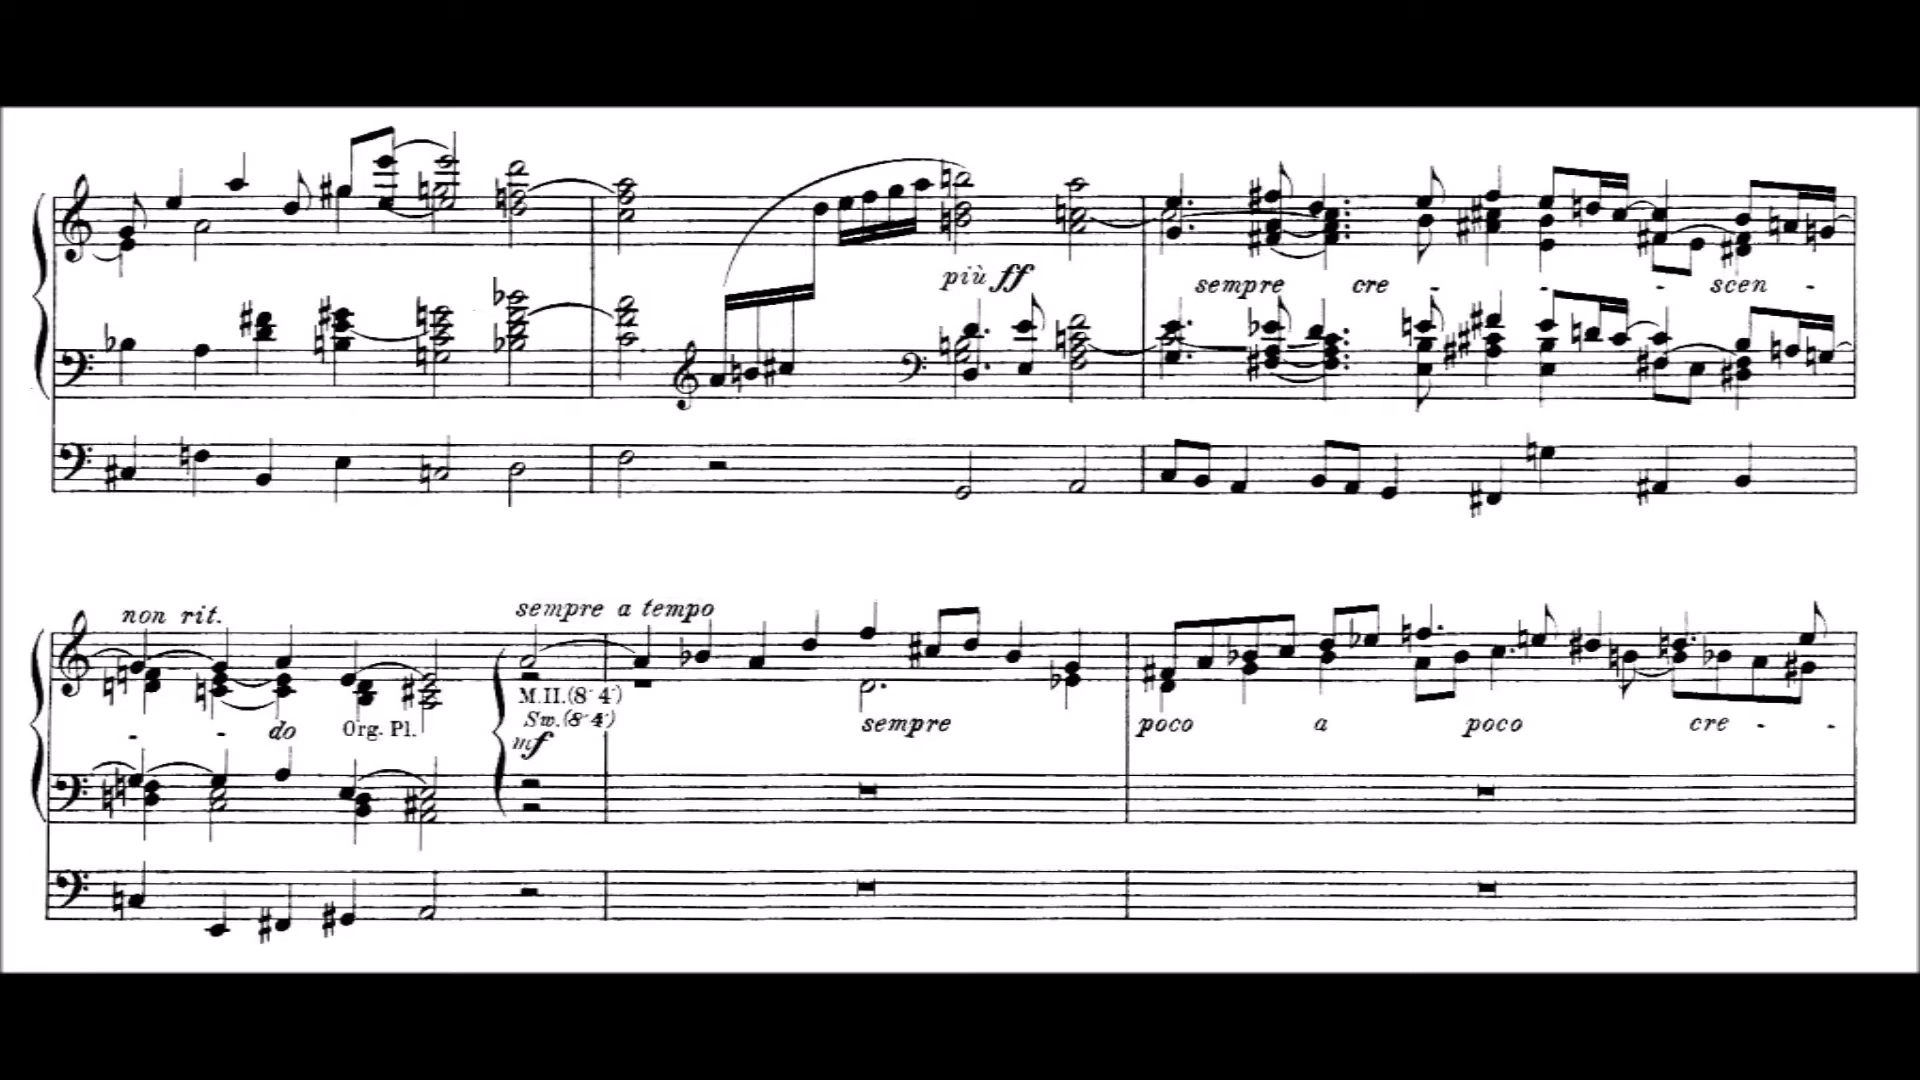 più ff
sempre cre - - scen -
non rit.
sempre a tempo
- - do Org. Pl.
M.II.(8' 4')
Sw.(8' 4')
mf
sempre poco a poco cre - -